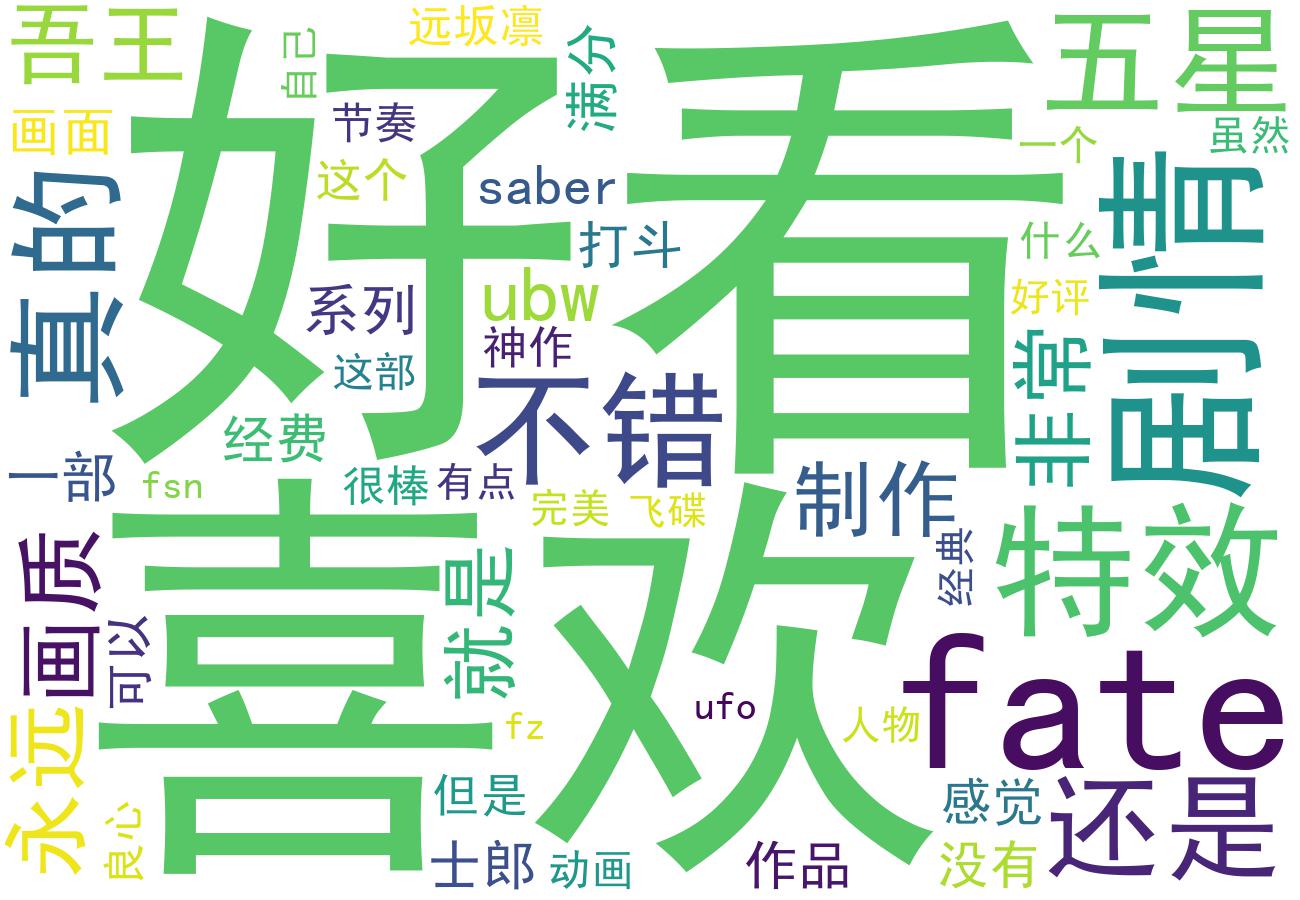 吾王
好看
自己
远坂凛
满分
五星
画面
节奏
虽然
一个
这个
saber
真的
打斗
什么
剧情
系列
ubw
好评
神作
这部
非常
不错
经费
一部
fsn
很棒
有点
完美
飞碟
制作
经典
特效
喜欢
画质
就是
可以
fate
永远
fz
ufo
人物
良心
但是
感觉
还是
士郎
动画
作品
没有